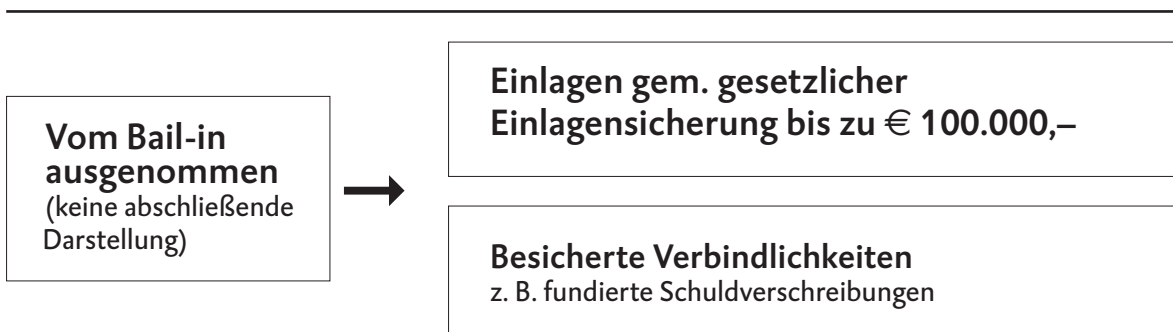 Vom Bail-in
ausgenommen
(keine abschließende
Darstellung)
Einlagen gem. gesetzlicher
Einlagensicherung bis zu € 100.000,–
Besicherte Verbindlichkeiten
z. B. fundierte Schuldverschreibungen